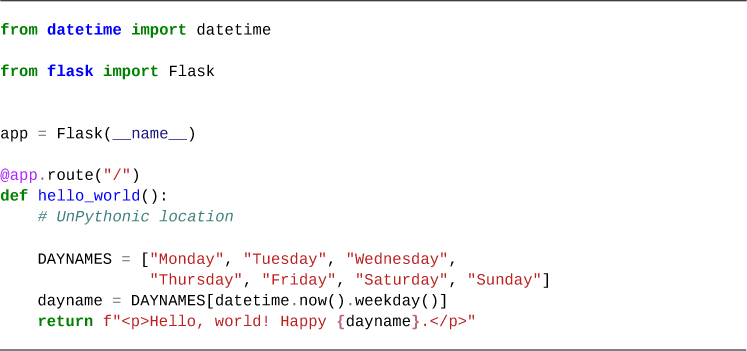 from datetime import datetime
from flask import Flask
app = Flask(__name__)
@app.route("/")
def hello_world():
    # UnPythonic location
    DAYNAMES = ["Monday", "Tuesday", "Wednesday",
                "Thursday", "Friday", "Saturday", "Sunday"]
    dayname = DAYNAMES[datetime.now().weekday()]
    return f"<p>Hello, world! Happy {dayname}.</p>"